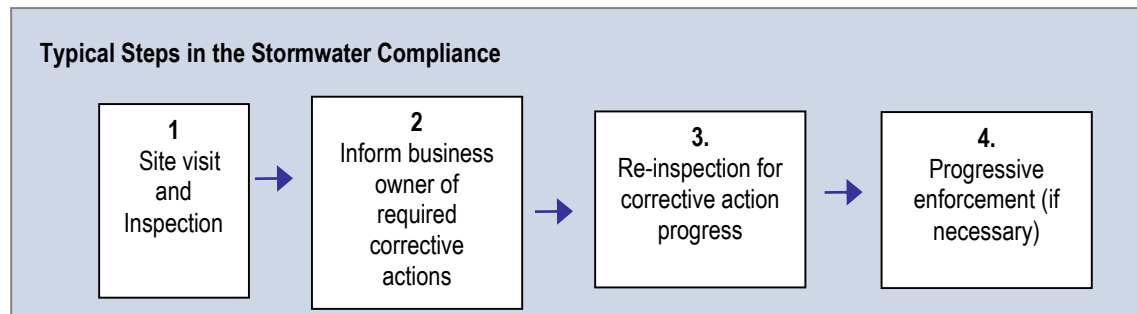 Typical Steps in the Stormwater Compliance
1
Site visit
and
Inspection
2
Inform business
owner of
required
corrective
actions
3.
Re-inspection for
corrective action
progress
4.
Progressive
enforcement (if
necessary)